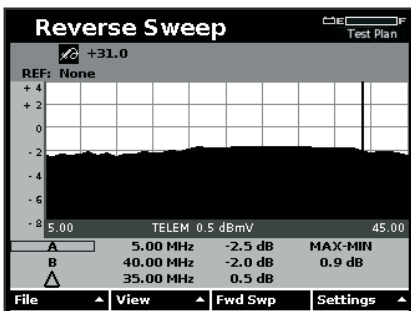 Reverse Sweep
E F
Test Plan
+31.0
REF: None
+ 4
+ 2
0
- 2
- 4
- 6
- 8
5.00 TELEM 0.5 dBmV 45.00
A 5.00 MHz -2.5 dB MAX-MIN
B 40.00 MHz -2.0 dB 0.9 dB
△ 35.00 MHz 0.5 dB
File View Fwd Swp Settings